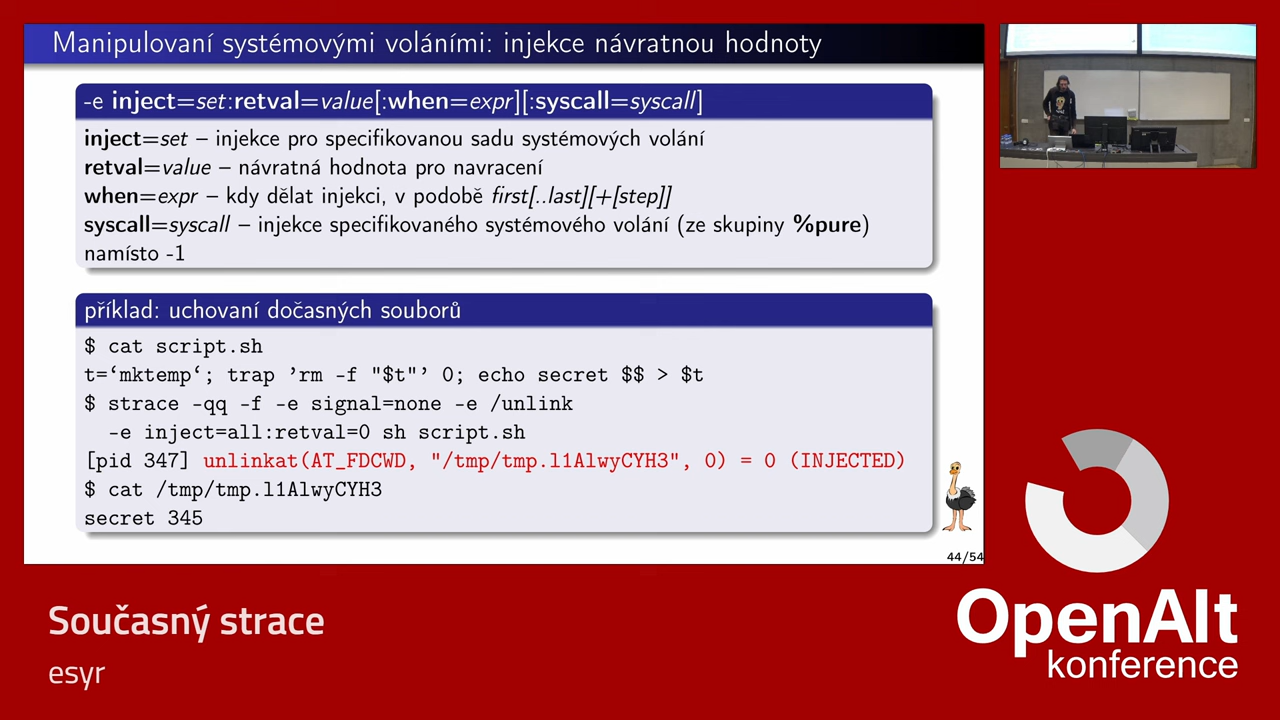 Manipulovaní systémovými voláními: injekce návratnou hodnoty
-e inject=set:retval=value[:when=expr][:syscall=syscall]
inject=set – injekce pro specifikovanou sadu systémových volání
retval=value – návratná hodnota pro navracení
when=expr – kdy dělat injekci, v podobě first[..last][+[step]]
syscall=syscall – injekce specifikovaného systémového volání (ze skupiny %pure)
namísto -1
příklad: uchovaní dočasných souborů
$ cat script.sh
t=‘mktemp‘; trap ’rm -f "$t"’ 0; echo secret $$ > $t
$ strace -qq -f -e signal=none -e /unlink
-e inject=all:retval=0 sh script.sh
[pid 347] unlinkat(AT_FDCWD, "/tmp/tmp.l1AlwyCYH3", 0) = 0 (INJECTED)
$ cat /tmp/tmp.l1AlwyCYH3
secret 345
44/54
Současný strace
esyr
OpenAlt
konference